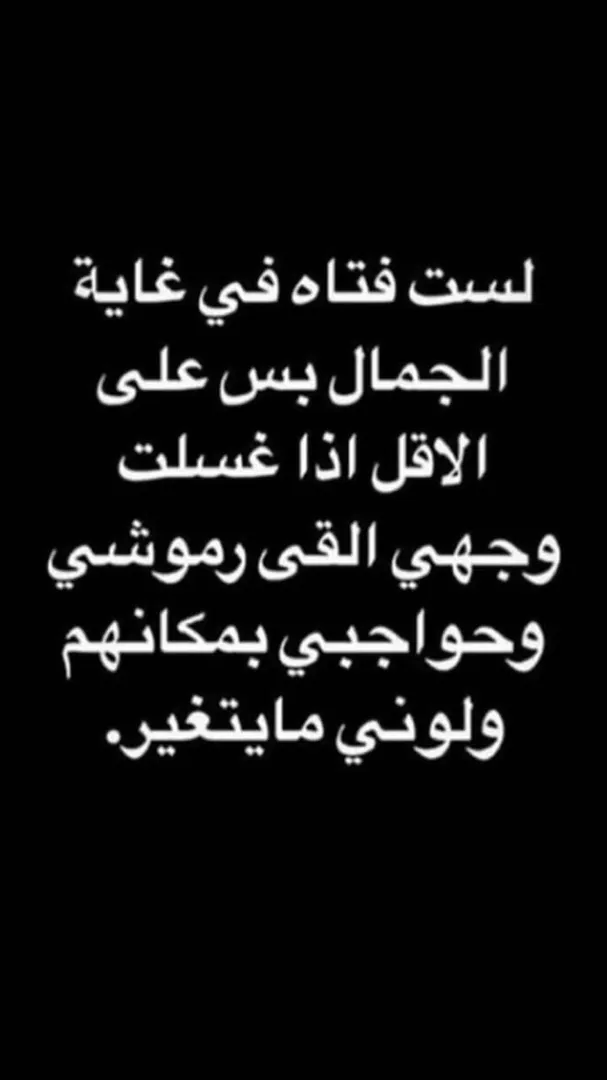 لست فتاه في غاية
الجمال بس على
الاقل اذا غسلت
وجهي القى رموشي
وحواجبي بمكانهم
ولوني مايتغير.